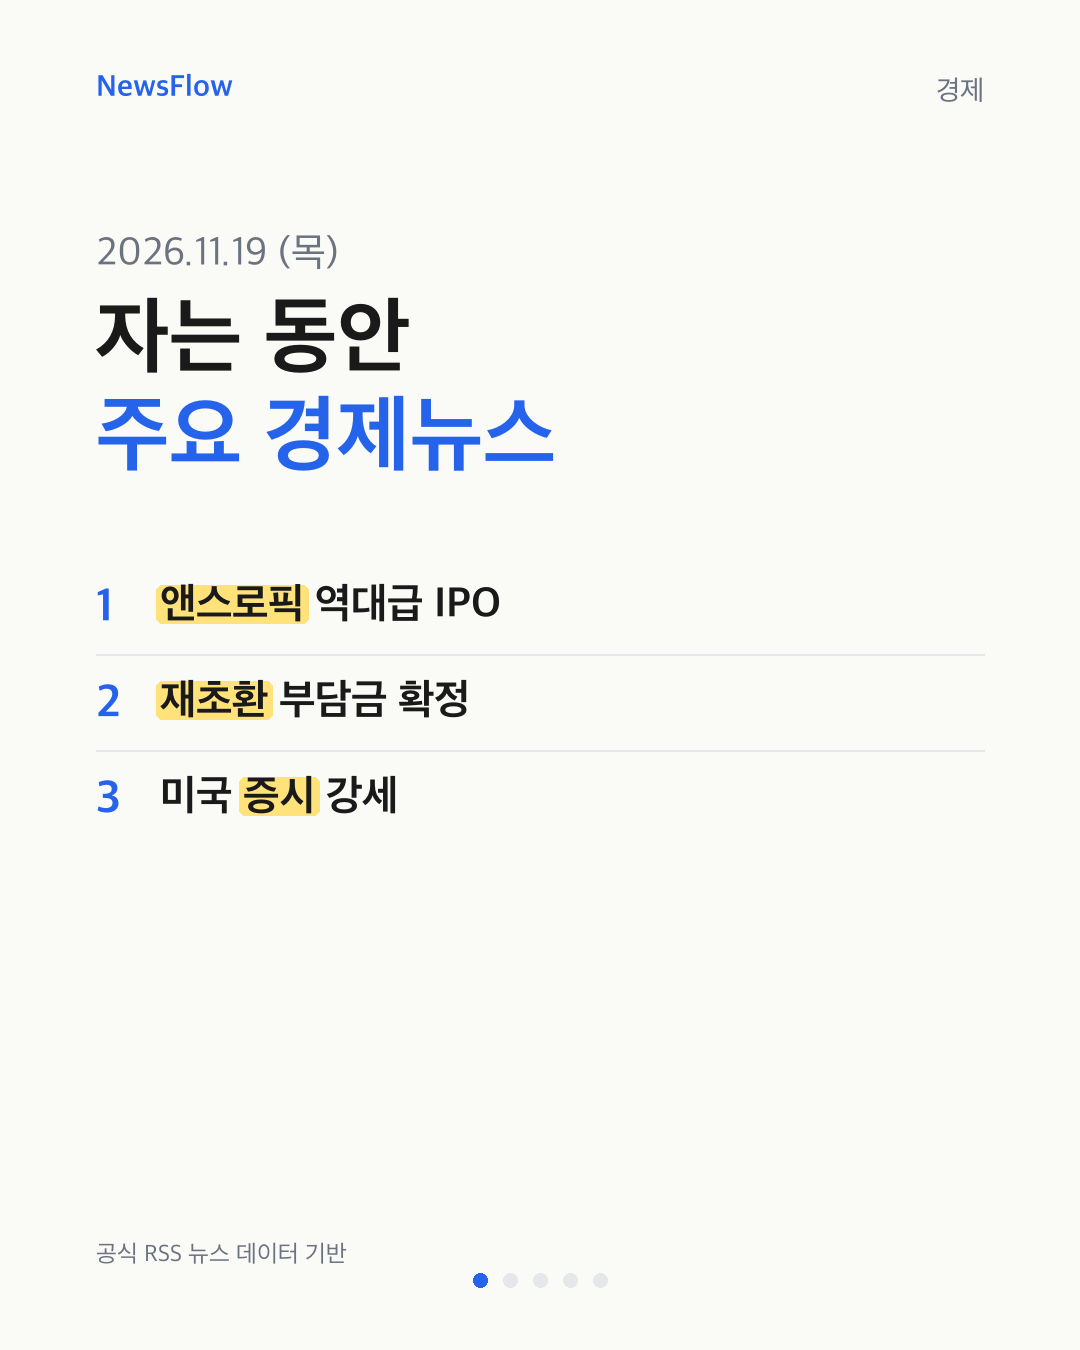 NewsFlow
경제
2026.11.19 (목)
자는 동안
주요 경제뉴스
1 앤스로픽 역대급 IPO
2 재초환 부담금 확정
3 미국 증시 강세
공식 RSS 뉴스 데이터 기반